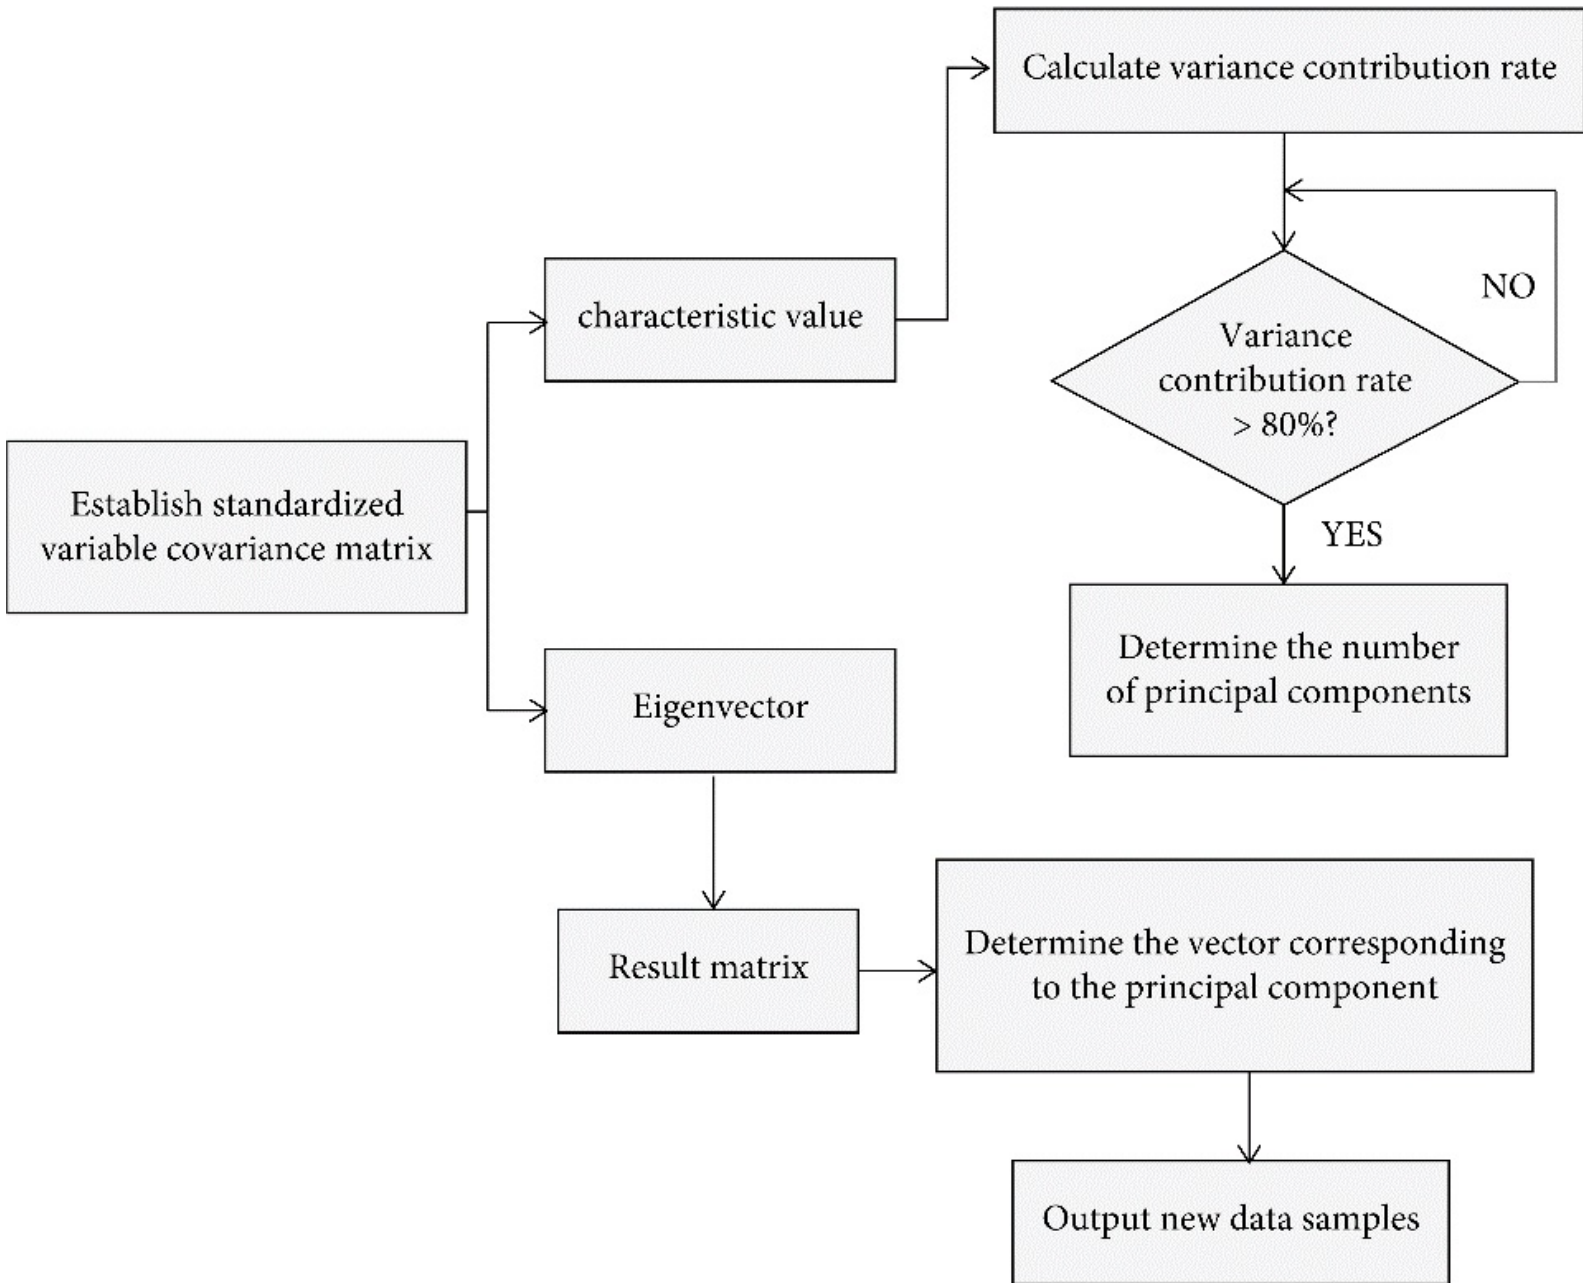 Calculate variance contribution rate
NO
characteristic value
Variance
contribution rate
> 80%?
Establish standardized
variable covariance matrix
YES
Determine the number
of principal components
Eigenvector
Result matrix
Determine the vector corresponding
to the principal component
Output new data samples